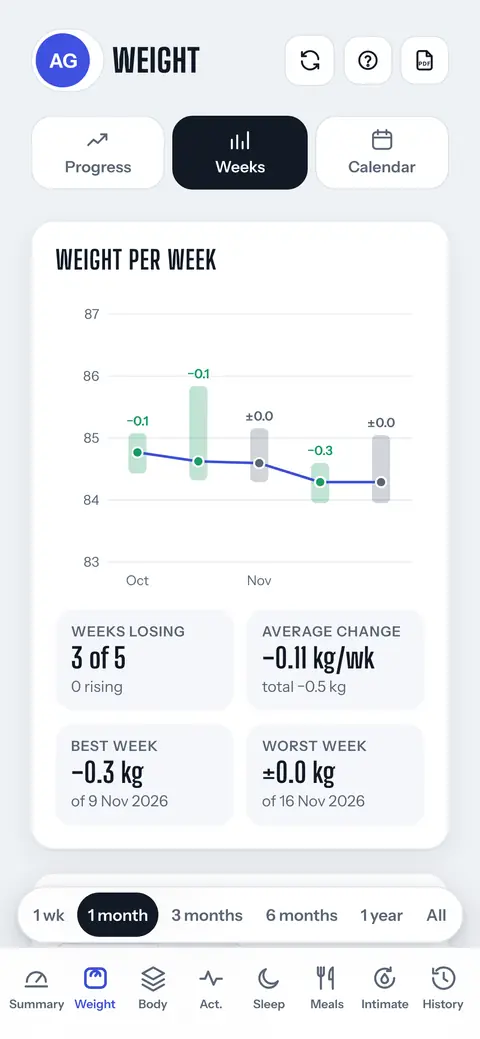 AG
WEIGHT
PDF
Progress
Weeks
Calendar
WEIGHT PER WEEK
87
86
85
84
83
−0.1
−0.1
±0.0
−0.3
±0.0
Oct
Nov
WEEKS LOSING
3 of 5
0 rising
AVERAGE CHANGE
−0.11 kg/wk
total −0.5 kg
BEST WEEK
−0.3 kg
of 9 Nov 2026
WORST WEEK
±0.0 kg
of 16 Nov 2026
1 wk
1 month
3 months
6 months
1 year
All
Summary
Weight
Body
Act.
Sleep
Meals
Intimate
History